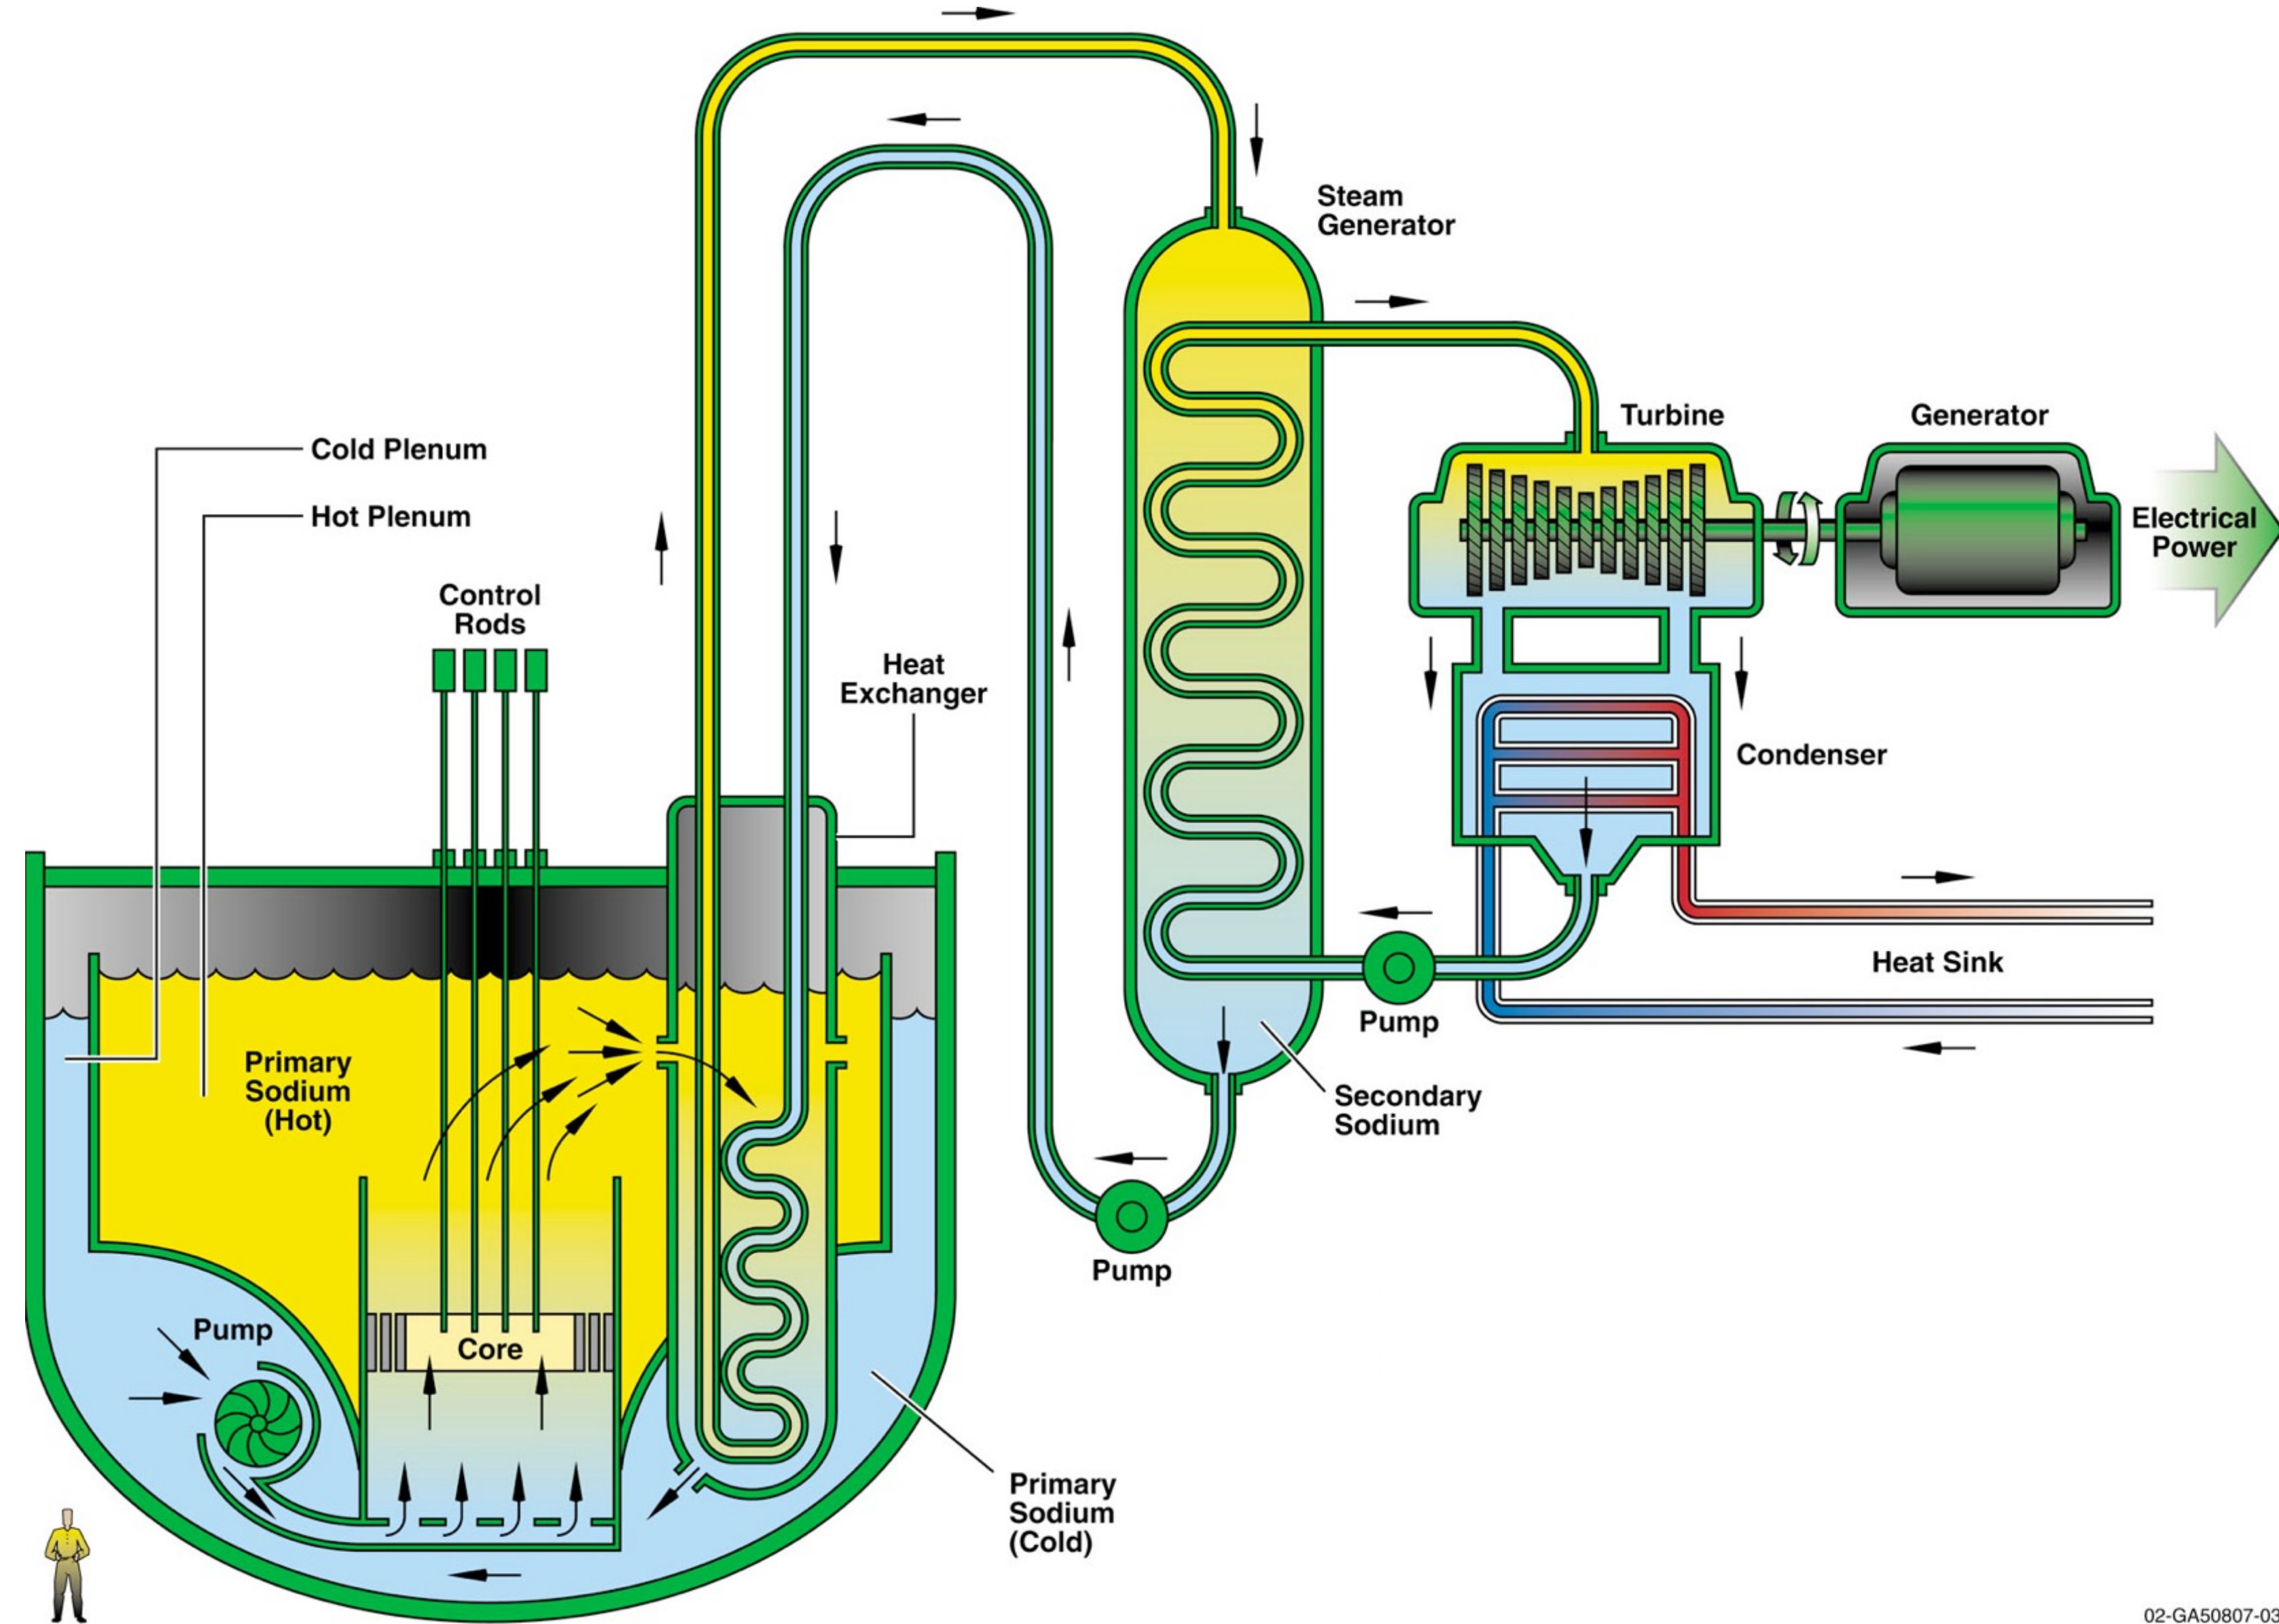 Steam
Generator
Turbine
Generator
Cold Plenum
Hot Plenum
Electrical
Power
Control
Rods
Heat
Exchanger
Condenser
Heat Sink
Pump
Primary
Sodium
(Hot)
Secondary
Sodium
Pump
Pump
Core
Primary
Sodium
(Cold)
02-GA50807-03